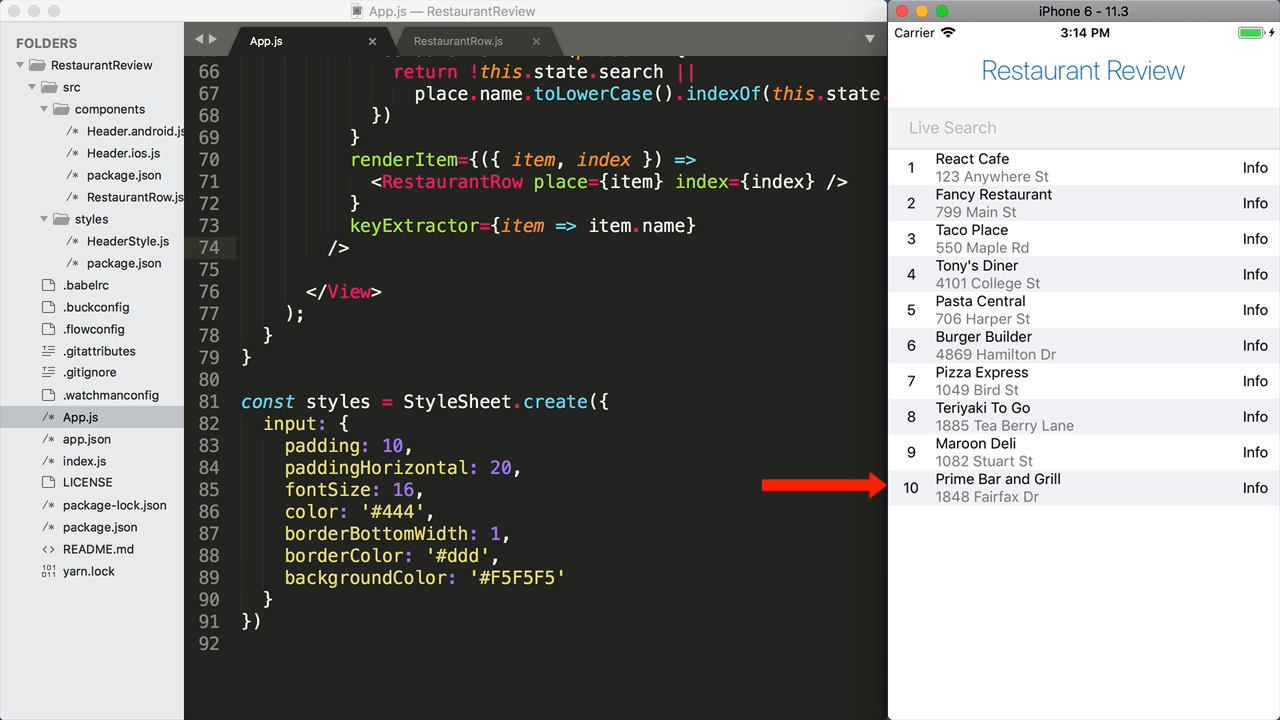 App.js — RestaurantReview
FOLDERS
RestaurantReview
src
components
/* Header.android.js
/* Header.ios.js
/* package.json
/* RestaurantRow.js
styles
/* HeaderStyle.js
/* package.json
.babelrc
.buckconfig
.flowconfig
.gitattributes
.gitignore
.watchmanconfig
/* App.js
/* app.json
/* index.js
LICENSE
/* package-lock.json
/* package.json
<> README.md
yarn.lock
App.js
RestaurantRow.js
66 return !this.state.search ||
67 place.name.toLowerCase().indexOf(this.state.
68 })
69 }
70 renderItem={({ item, index }) =>
71 <RestaurantRow place={item} index={index} />
72 }
73 keyExtractor={item => item.name}
74 />
75
76 </View>
77 );
78 }
79 }
80
81 const styles = StyleSheet.create({
82 input: {
83 padding: 10,
84 paddingHorizontal: 20,
85 fontSize: 16,
86 color: '#444',
87 borderBottomWidth: 1,
88 borderColor: '#ddd',
89 backgroundColor: '#F5F5F5'
90 }
91 })
92
iPhone 6 - 11.3
Carrier 3:14 PM
Restaurant Review
Live Search
1 React Cafe Info
123 Anywhere St
2 Fancy Restaurant Info
799 Main St
3 Taco Place Info
550 Maple Rd
4 Tony's Diner Info
4101 College St
5 Pasta Central Info
706 Harper St
6 Burger Builder Info
4869 Hamilton Dr
7 Pizza Express Info
1049 Bird St
8 Teriyaki To Go Info
1885 Tea Berry Lane
9 Maroon Deli Info
1082 Stuart St
10 Prime Bar and Grill Info
1848 Fairfax Dr